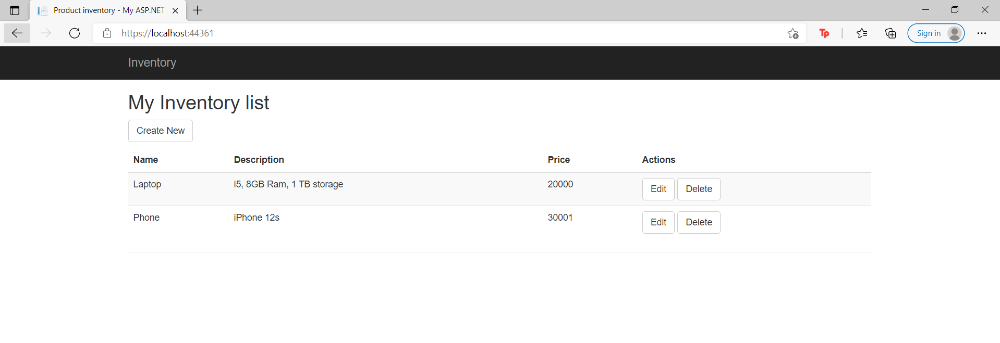 Product inventory - My ASP.NET
https://localhost:44361
Tp
Sign in
Inventory
My Inventory list
Create New
Name Description Price Actions
Laptop i5, 8GB Ram, 1 TB storage 20000 Edit Delete
Phone iPhone 12s 30001 Edit Delete